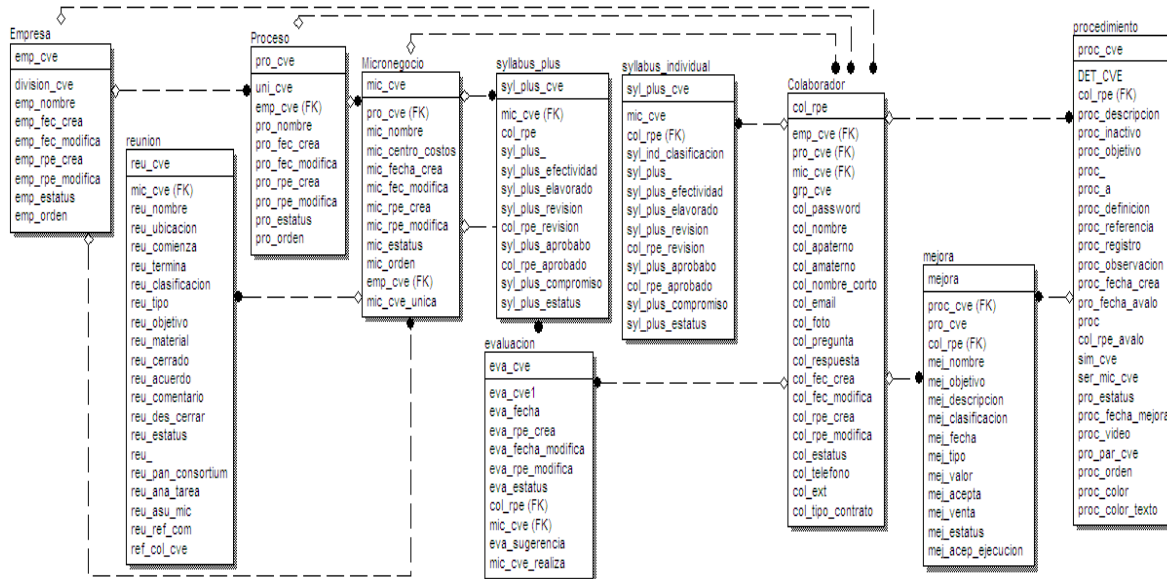 Empresa
emp_cve
division_cve
emp_nombre
emp_fec_crea
emp_fec_modifica
emp_rpe_crea
emp_rpe_modifica
emp_estatus
emp_orden
Proceso
pro_cve
uni_cve
emp_cve (FK)
pro_nombre
pro_fec_crea
pro_fec_modifica
pro_rpe_crea
pro_rpe_modifica
pro_estatus
pro_orden
reunion
reu_cve
mic_cve (FK)
reu_nombre
reu_ubicacion
reu_comienza
reu_termina
reu_clasificacion
reu_tipo
reu_objetivo
reu_material
reu_cerrado
reu_acuerdo
reu_comentario
reu_des_cerrar
reu_estatus
reu_
reu_pan_consortium
reu_ana_tarea
reu_asu_mic
reu_ref_com
ref_col_cve
Micronegocio
mic_cve
pro_cve (FK)
mic_nombre
mic_centro_costos
mic_fecha_crea
mic_fec_modifica
mic_rpe_crea
mic_rpe_modifica
mic_estatus
mic_orden
emp_cve (FK)
mic_cve_unica
syllabus_plus
syl_plus_cve
mic_cve (FK)
col_rpe
syl_plus_
syl_plus_efectividad
syl_plus_elavorado
syl_plus_revision
col_rpe_revision
syl_plus_aprobabo
col_rpe_aprobado
syl_plus_compromiso
syl_plus_estatus
evaluacion
eva_cve
eva_cve1
eva_fecha
eva_rpe_crea
eva_fecha_modifica
eva_rpe_modifica
eva_estatus
col_rpe (FK)
mic_cve (FK)
eva_sugerencia
mic_cve_realiza
syllabus_individual
syl_plus_cve
mic_cve
col_rpe (FK)
syl_ind_clasificacion
syl_plus_
syl_plus_efectividad
syl_plus_elavorado
syl_plus_revision
col_rpe_revision
syl_plus_aprobabo
col_rpe_aprobado
syl_plus_compromiso
syl_plus_estatus
Colaborador
col_rpe
emp_cve (FK)
pro_cve (FK)
mic_cve (FK)
grp_cve
col_password
col_nombre
col_apaterno
col_amaterno
col_nombre_corto
col_email
col_foto
col_pregunta
col_respuesta
col_fec_crea
col_fec_modifica
col_rpe_crea
col_rpe_modifica
col_estatus
col_telefono
col_ext
col_tipo_contrato
mejora
mejora
proc_cve (FK)
pro_cve
col_rpe (FK)
mej_nombre
mej_objetivo
mej_descripcion
mej_clasificacion
mej_fecha
mej_tipo
mej_valor
mej_acepta
mej_venta
mej_estatus
mej_acep_ejecucion
procedimiento
proc_cve
DET_CVE
col_rpe (FK)
proc_descripcion
proc_inactivo
proc_objetivo
proc_
proc_a
proc_definicion
proc_referencia
proc_registro
proc_observacion
proc_fecha_crea
pro_fecha_avalo
proc
col_rpe_avalo
sim_cve
ser_mic_cve
pro_estatus
proc_fecha_mejora
proc_video
pro_par_cve
proc_orden
proc_color
proc_color_texto